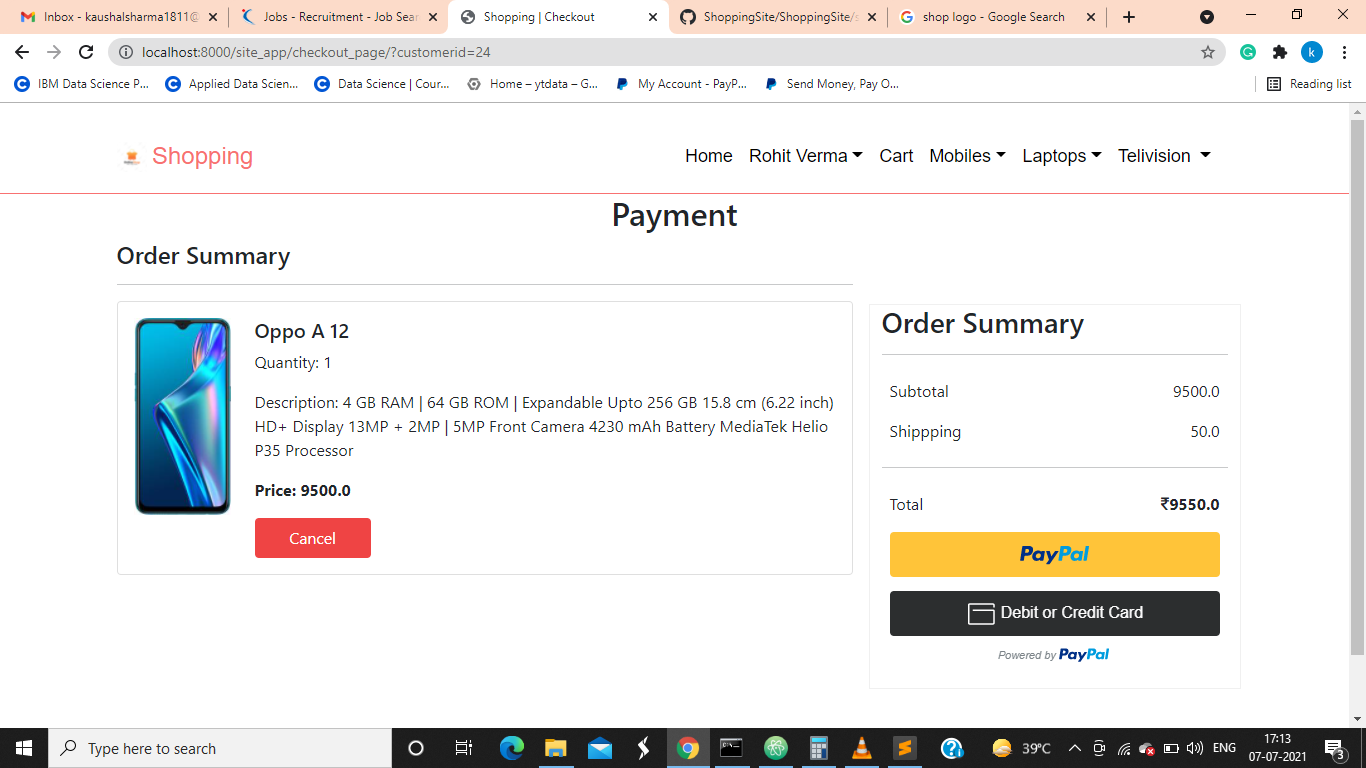 Inbox - kaushalsharma1811@
Jobs - Recruitment - Job Sear
Shopping | Checkout
ShoppingSite/ShoppingSite/s
shop logo - Google Search
localhost:8000/site_app/checkout_page/?customerid=24
k
IBM Data Science P...
Applied Data Scien...
Data Science | Cour...
Home – ytdata – G...
My Account - PayP...
Send Money, Pay O...
Reading list
Shopping
Home
Rohit Verma
Cart
Mobiles
Laptops
Telivision
Payment
Order Summary
Oppo A 12
Quantity: 1
Description: 4 GB RAM | 64 GB ROM | Expandable Upto 256 GB 15.8 cm (6.22 inch)
HD+ Display 13MP + 2MP | 5MP Front Camera 4230 mAh Battery MediaTek Helio
P35 Processor
Price: 9500.0
Cancel
Order Summary
Subtotal 9500.0
Shippping 50.0
Total ₹9550.0
PayPal
Debit or Credit Card
Powered by PayPal
Type here to search
39°C
ENG
17:13
07-07-2021
3